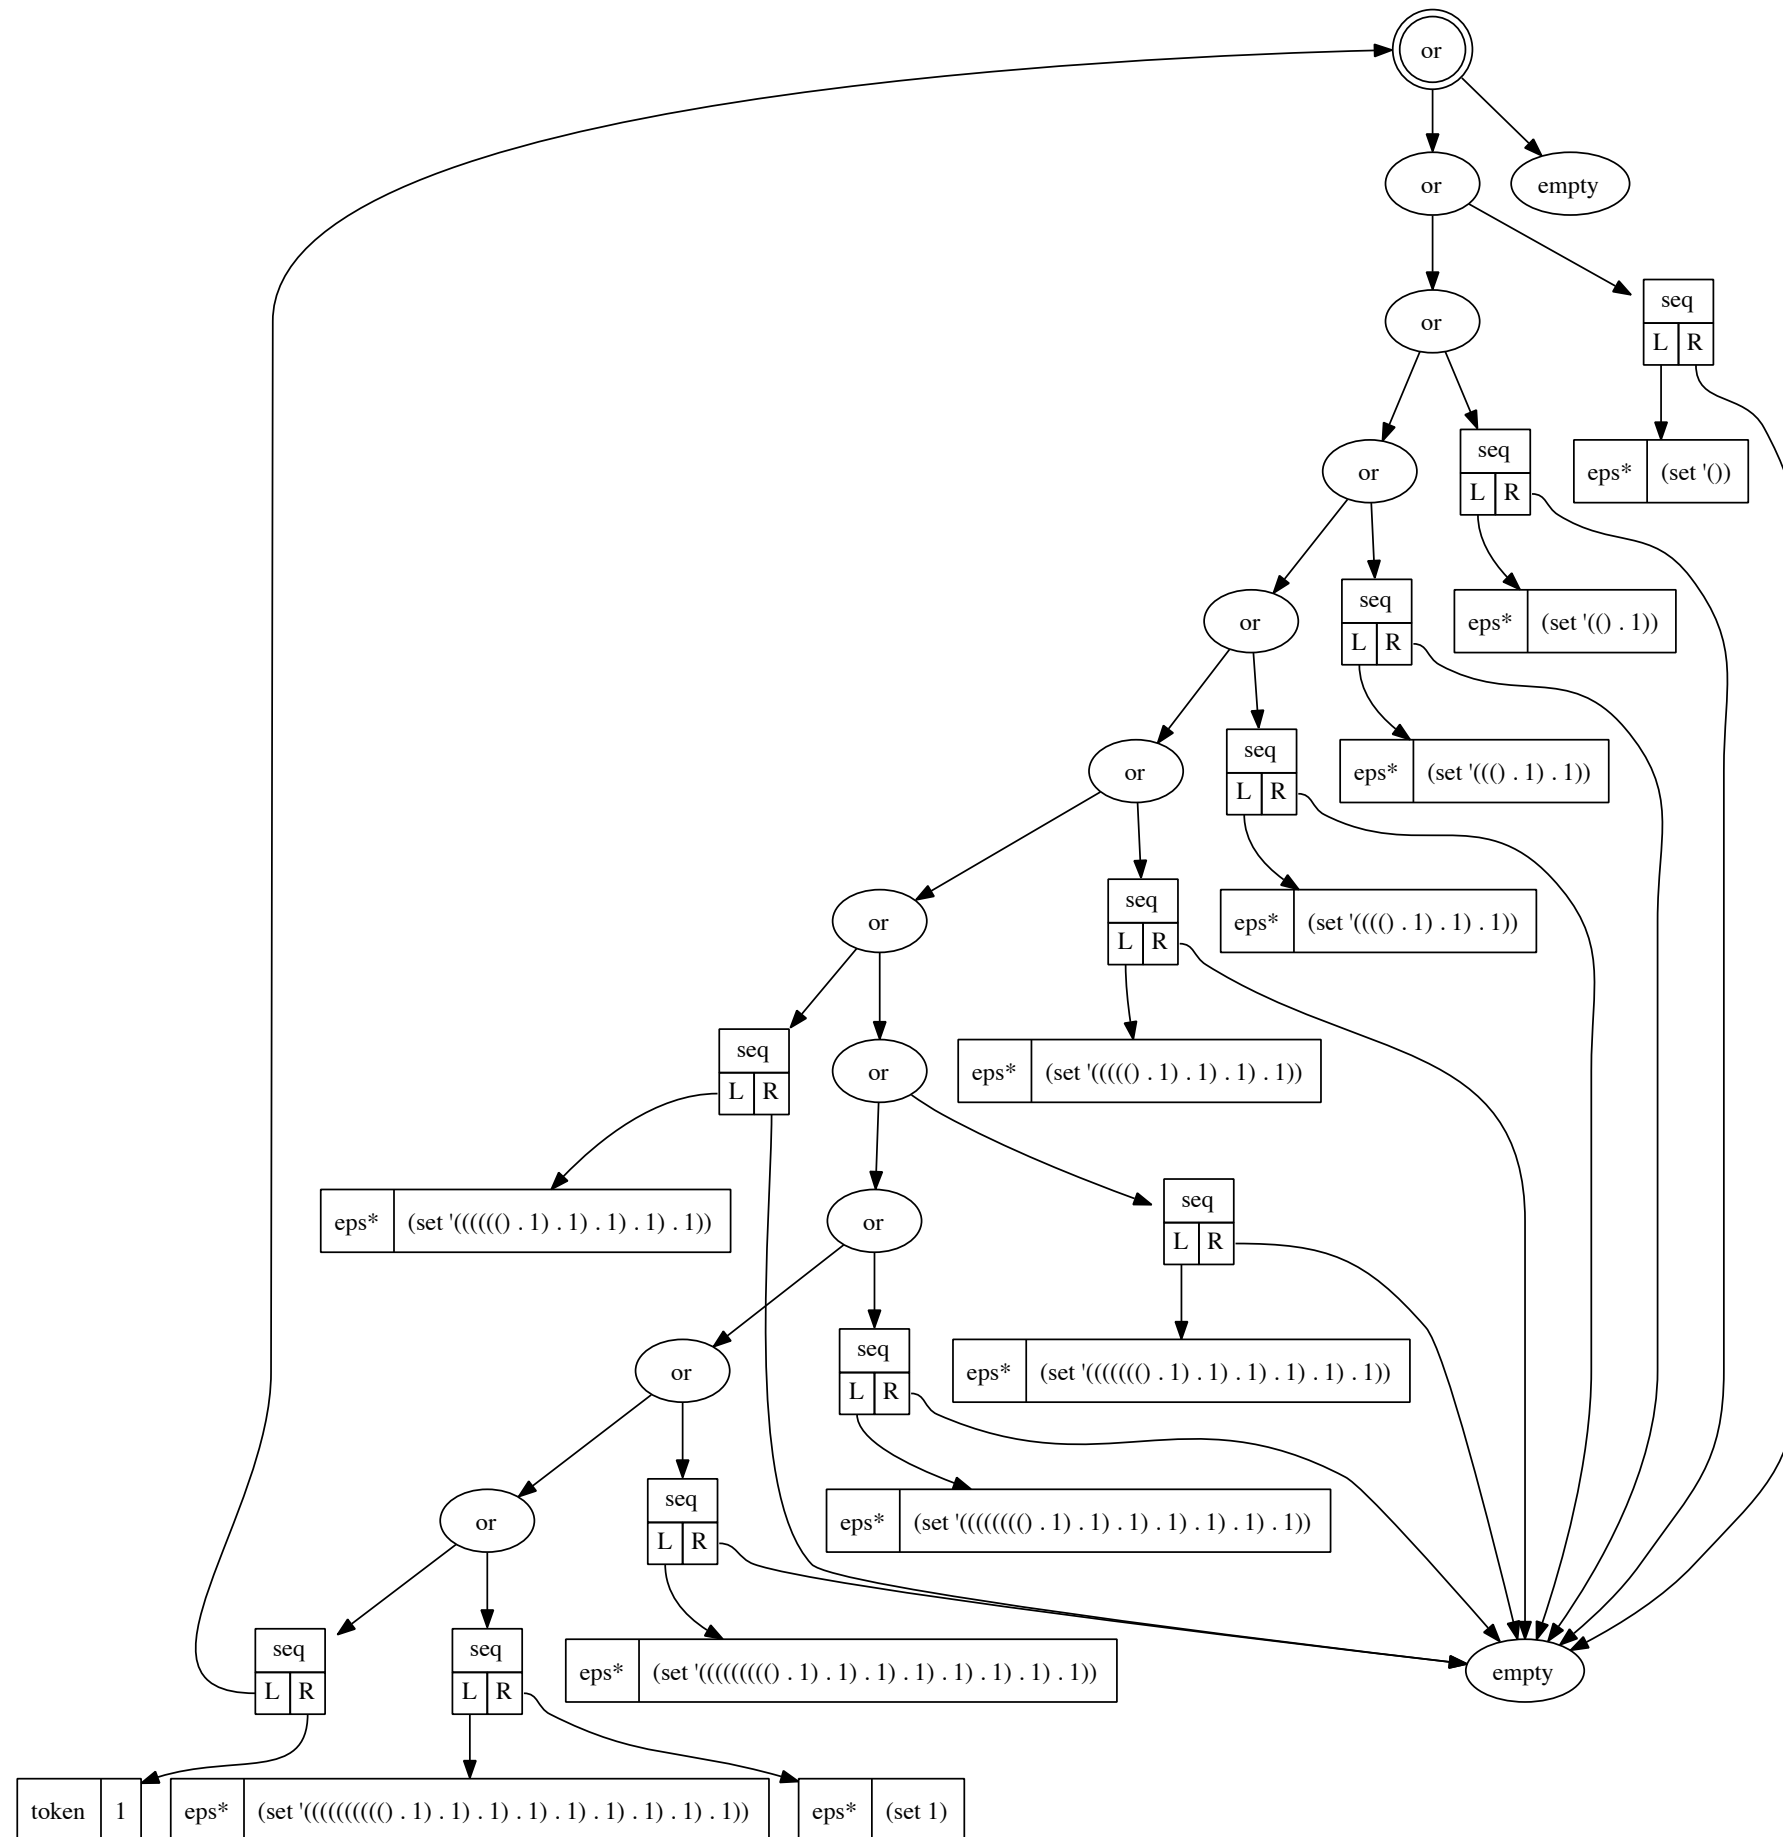 or
or
empty
or
seq
L R
or
seq
L R
eps* (set '())
or
seq
L R
eps* (set '(() . 1))
or
seq
L R
eps* (set '((() . 1) . 1))
or
seq
L R
eps* (set '(((() . 1) . 1) . 1))
seq
L R
or
eps* (set '((((() . 1) . 1) . 1) . 1))
eps* (set '(((((() . 1) . 1) . 1) . 1) . 1))
or
seq
L R
or
seq
L R
eps* (set '((((((() . 1) . 1) . 1) . 1) . 1) . 1))
or
seq
L R
eps* (set '(((((((() . 1) . 1) . 1) . 1) . 1) . 1) . 1))
seq
L R
seq
L R
eps* (set '((((((((() . 1) . 1) . 1) . 1) . 1) . 1) . 1) . 1))
empty
token 1
eps* (set '(((((((((() . 1) . 1) . 1) . 1) . 1) . 1) . 1) . 1) . 1))
eps* (set 1)